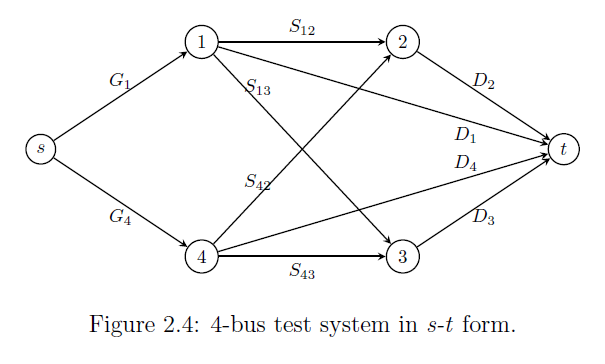 S₁₂
1
2
G₁
D₂
S₁₃
D₁
s
t
D₄
S₄₂
G₄
D₃
4
3
S₄₃
Figure 2.4: 4-bus test system in s-t form.